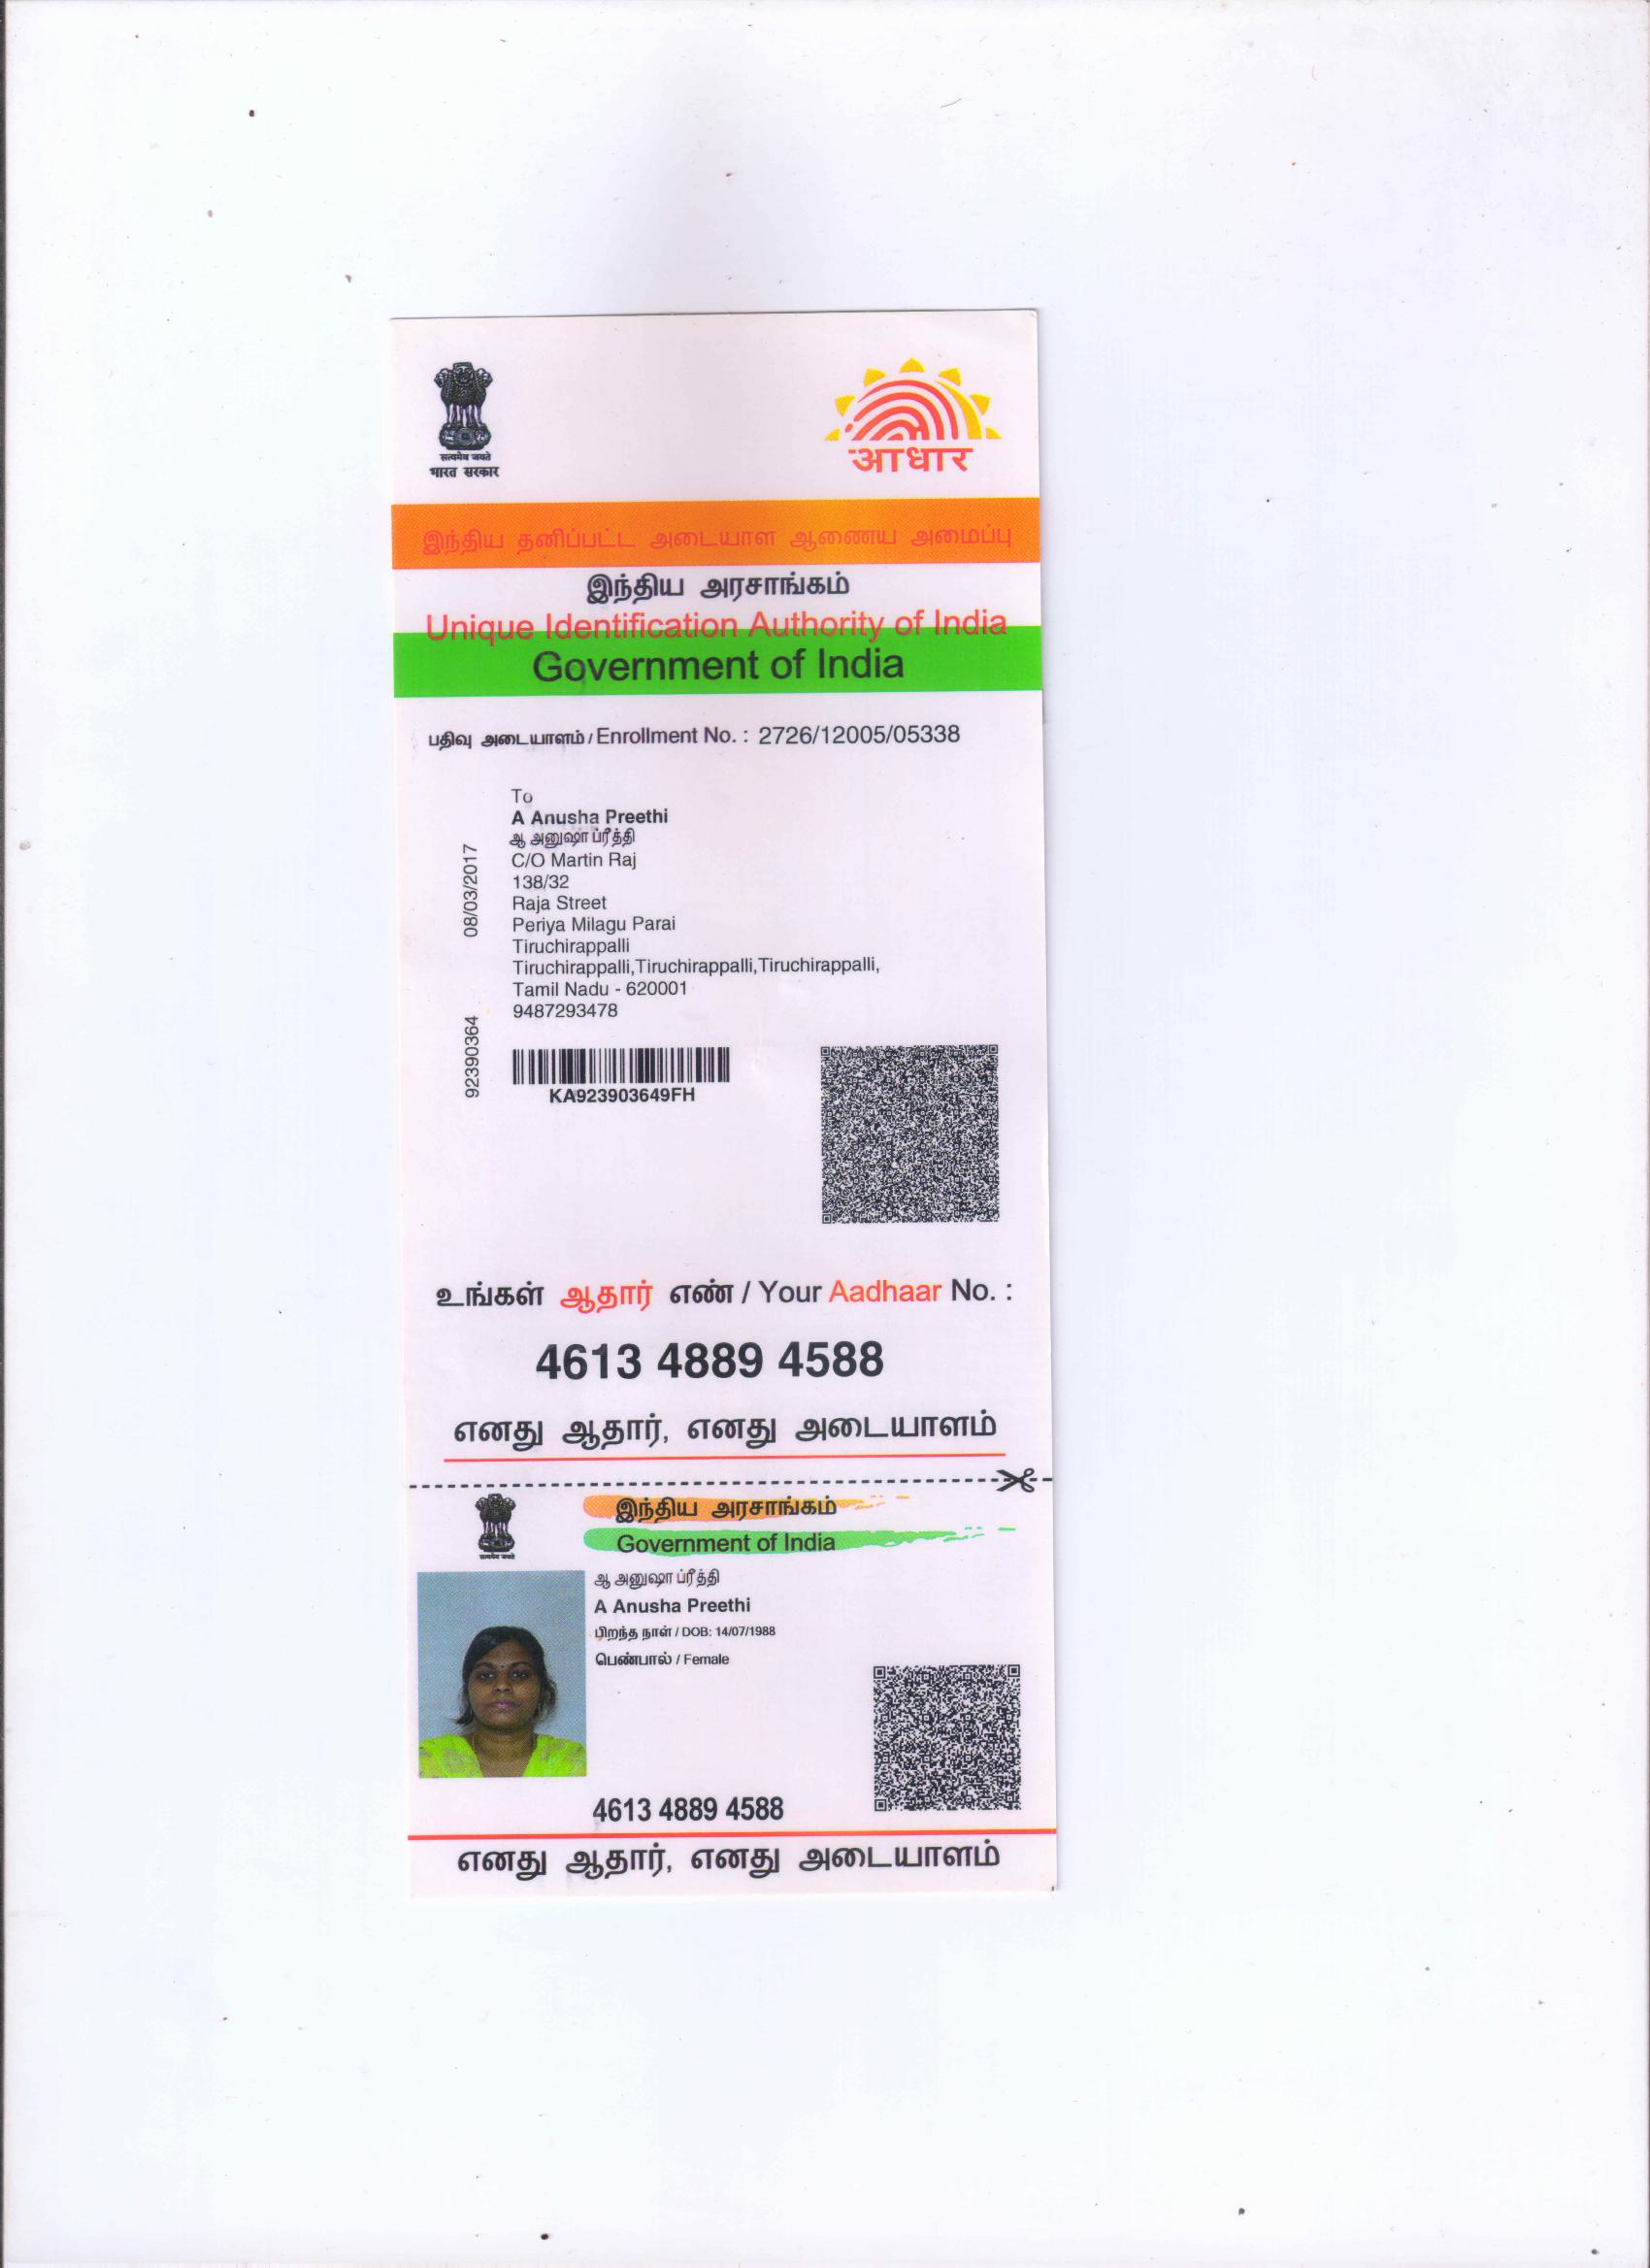 सत्यमेव जयते
भारत सरकार
आधार
இந்திய தனிப்பட்ட அடையாள ஆணைய அமைப்பு
இந்திய அரசாங்கம்
Unique Identification Authority of India
Government of India
பதிவு அடையாளம் / Enrollment No. : 2726/12005/05338
To
A Anusha Preethi
ஆ அனுஷா ப்ரீத்தி
C/O Martin Raj
138/32
Raja Street
Periya Milagu Parai
Tiruchirappalli
Tiruchirappalli,Tiruchirappalli,Tiruchirappalli,
Tamil Nadu - 620001
9487293478
08/03/2017
92390364
KA923903649FH
உங்கள் ஆதார் எண் / Your Aadhaar No. :
4613 4889 4588
எனது ஆதார், எனது அடையாளம்
सत्यमेव जयते
இந்திய அரசாங்கம்
Government of India
ஆ அனுஷா ப்ரீத்தி
A Anusha Preethi
பிறந்த நாள் / DOB: 14/07/1988
பெண்பால் / Female
4613 4889 4588
எனது ஆதார், எனது அடையாளம்